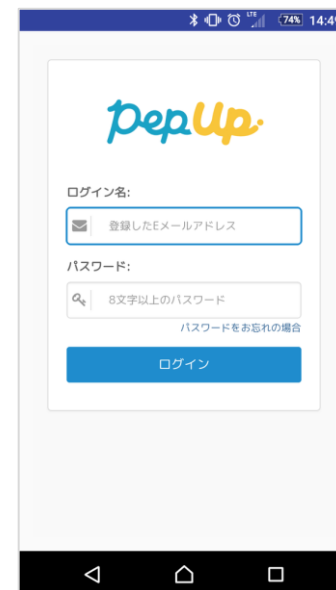 LTE
74% 14:49
PepUp
ログイン名:
登録したEメールアドレス
パスワード:
8文字以上のパスワード
パスワードをお忘れの場合
ログイン